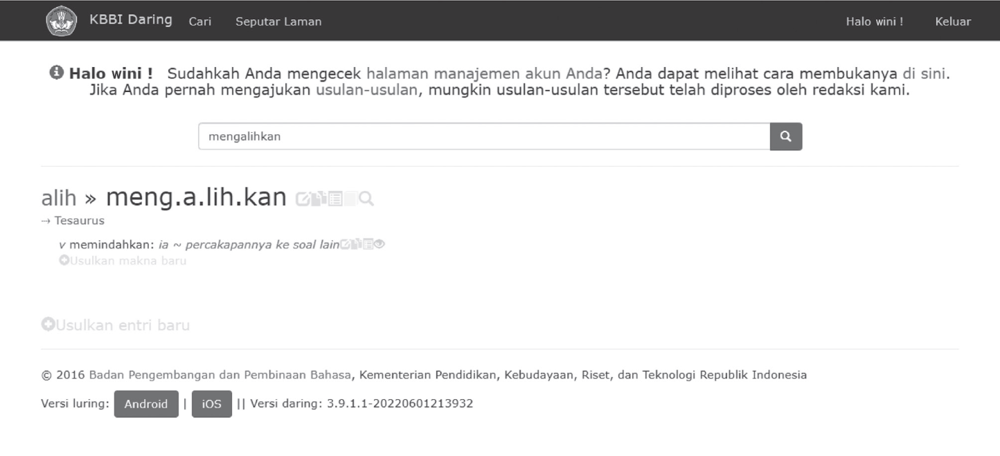 KBBI Daring Cari Seputar Laman Halo wini ! Keluar
Halo wini ! Sudahkah Anda mengecek halaman manajemen akun Anda? Anda dapat melihat cara membukanya di sini.
Jika Anda pernah mengajukan usulan-usulan, mungkin usulan-usulan tersebut telah diproses oleh redaksi kami.
mengalihkan
alih » meng.a.lih.kan
→ Tesaurus
v memindahkan: ia ~ percakapannya ke soal lain
Usulkan makna baru
Usulkan entri baru
© 2016 Badan Pengembangan dan Pembinaan Bahasa, Kementerian Pendidikan, Kebudayaan, Riset, dan Teknologi Republik Indonesia
Versi luring: Android | iOS || Versi daring: 3.9.1.1-20220601213932